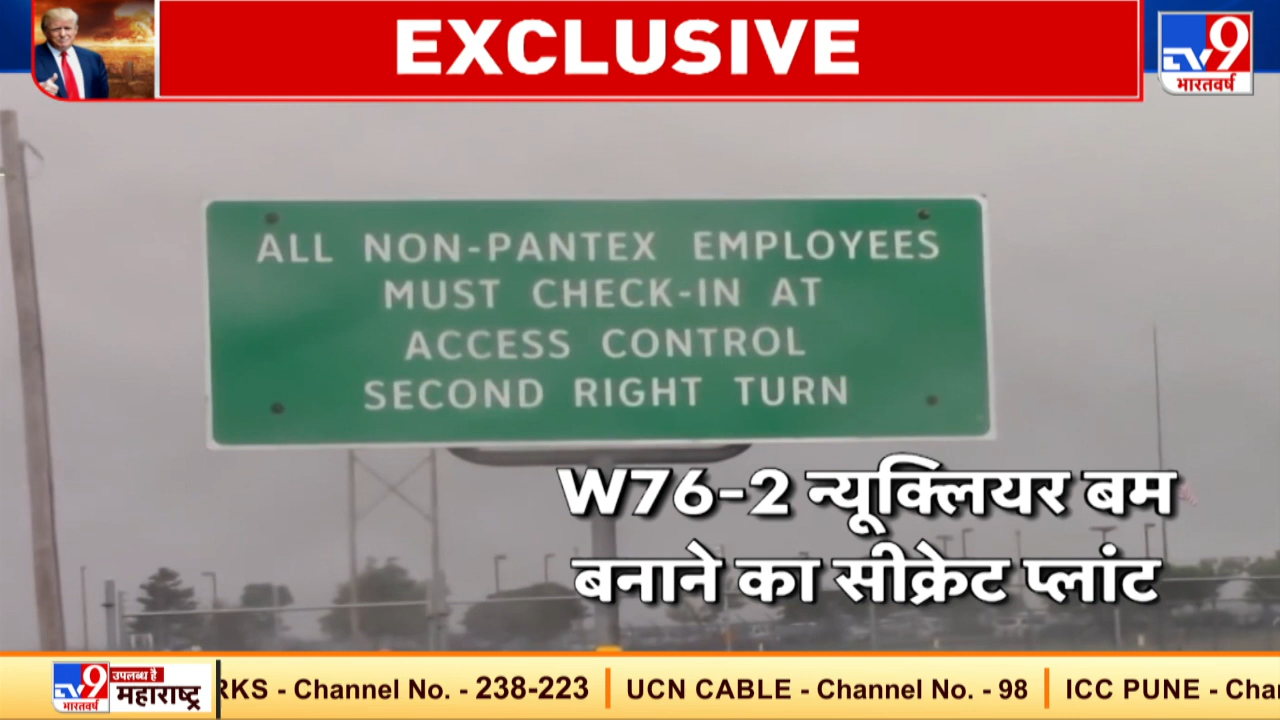 EXCLUSIVE
TV9
भारतवर्ष
ALL NON-PANTEX EMPLOYEES
MUST CHECK-IN AT
ACCESS CONTROL
SECOND RIGHT TURN
W76-2 न्यूक्लियर बम
बनाने का सीक्रेट प्लांट
TV9
भारतवर्ष
उपलब्ध है
महाराष्ट्र
RKS - Channel No. - 238-223 | UCN CABLE - Channel No. - 98 | ICC PUNE - Cha